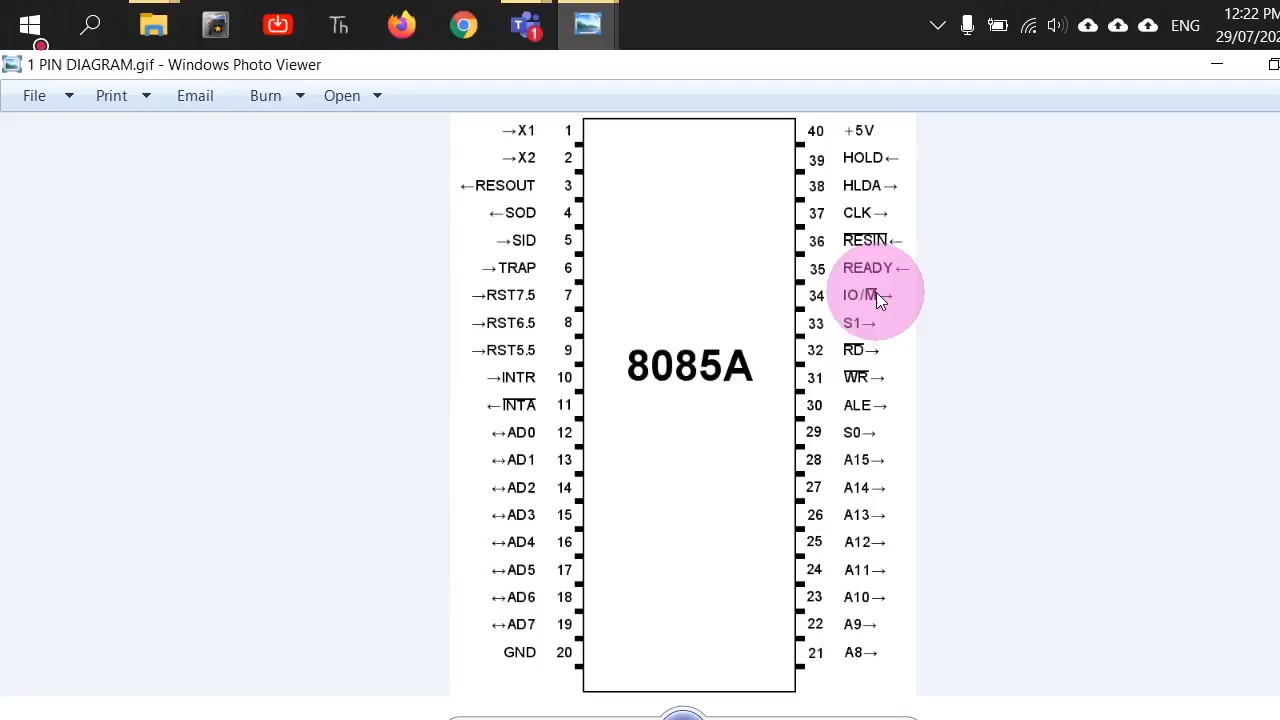 Th
1
ENG
12:22 PM
29/07/202
1 PIN DIAGRAM.gif - Windows Photo Viewer
File Print Email Burn Open
→X1 1 40 +5V
→X2 2 39 HOLD←
←RESOUT 3 38 HLDA→
←SOD 4 37 CLK→
→SID 5 36 R̅E̅S̅I̅N̅←
→TRAP 6 35 READY←
→RST7.5 7 34 IO/M̅→
→RST6.5 8 33 S1→
→RST5.5 9 32 R̅D̅→
→INTR 10 31 W̅R̅→
←I̅N̅T̅A̅ 11 30 ALE→
↔AD0 12 29 S0→
↔AD1 13 28 A15→
↔AD2 14 27 A14→
↔AD3 15 26 A13→
↔AD4 16 25 A12→
↔AD5 17 24 A11→
↔AD6 18 23 A10→
↔AD7 19 22 A9→
GND 20 21 A8→
8085A